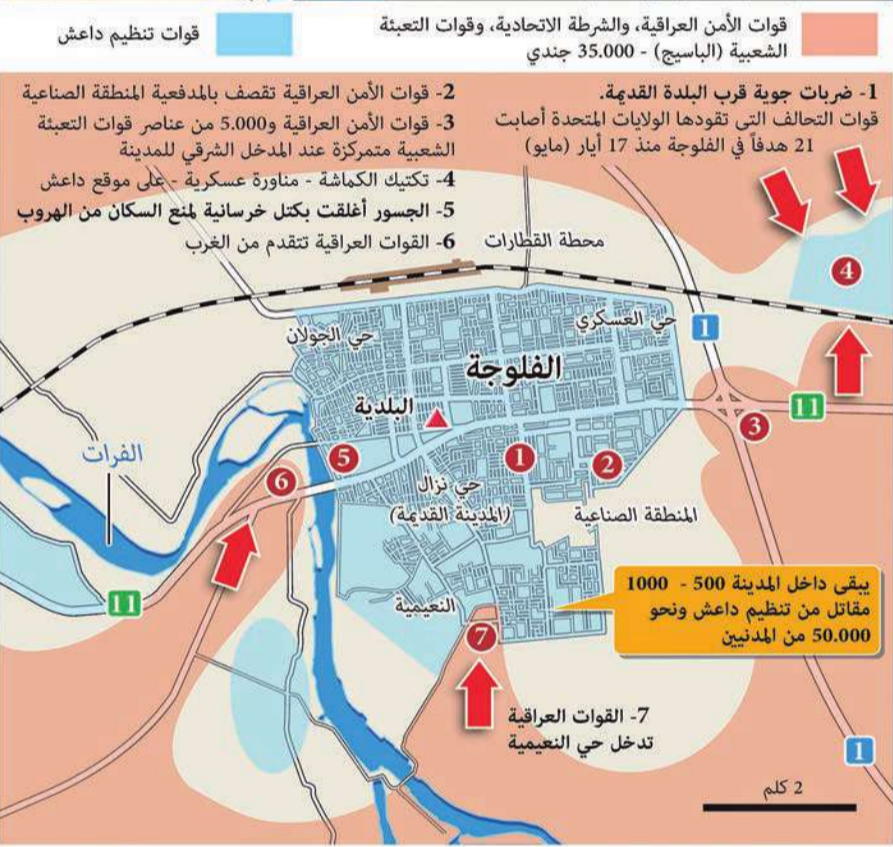 قوات الأمن العراقية، والشرطة الاتحادية، وقوات التعبئة
الشعبية (الباسيج) - 35.000 جندي
قوات تنظيم داعش
1- ضربات جوية قرب البلدة القديمة.
قوات التحالف التى تقودها الولايات المتحدة أصابت
21 هدفاً في الفلوجة منذ 17 أيار (مايو)
2- قوات الأمن العراقية تقصف بالمدفعية المنطقة الصناعية
3- قوات الأمن العراقية و5.000 من عناصر قوات التعبئة
الشعبية متمركزة عند المدخل الشرقي للمدينة
4- تكتيك الكماشة - مناورة عسكرية - على موقع داعش
5- الجسور أغلقت بكتل خرسانية لمنع السكان من الهروب
6- القوات العراقية تتقدم من الغرب
محطة القطارات
4
حي العسكري
1
حي الجولان
الفلوجة
البلدية
11
3
الفرات
5
1
2
6
حي نزال
(المدينة القديمة)
المنطقة الصناعية
11
النعيمية
يبقى داخل المدينة 500 - 1000
مقاتل من تنظيم داعش ونحو
50.000 من المدنيين
7
7- القوات العراقية
تدخل حي النعيمية
1
2 كلم